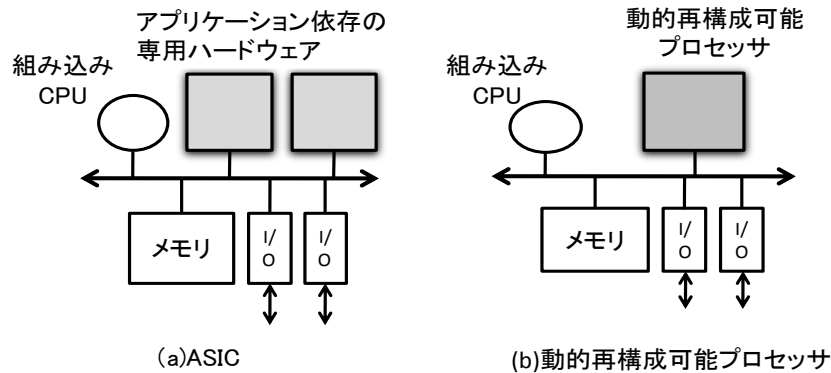 アプリケーション依存の
専用ハードウェア
組み込み
CPU
メモリ
I/
O
I/
O
(a)ASIC
動的再構成可能
プロセッサ
組み込み
CPU
メモリ
I/
O
I/
O
(b)動的再構成可能プロセッサ